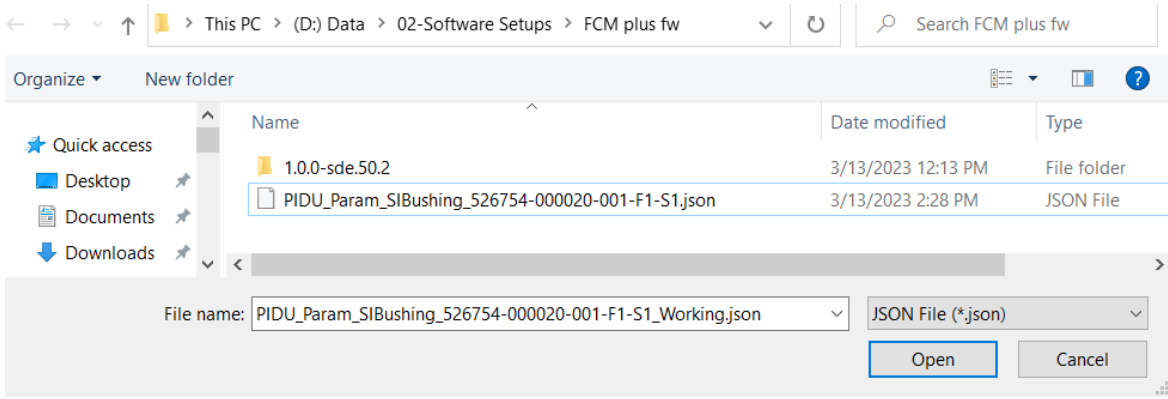 This PC > (D:) Data > 02-Software Setups > FCM plus fw Search FCM plus fw
Organize New folder
Name Date modified Type
Quick access
1.0.0-sde.50.2 3/13/2023 12:13 PM File folder
Desktop
PIDU_Param_SIBushing_526754-000020-001-F1-S1.json 3/13/2023 2:28 PM JSON File
Documents
Downloads
File name: PIDU_Param_SIBushing_526754-000020-001-F1-S1_Working.json JSON File (*.json)
Open Cancel